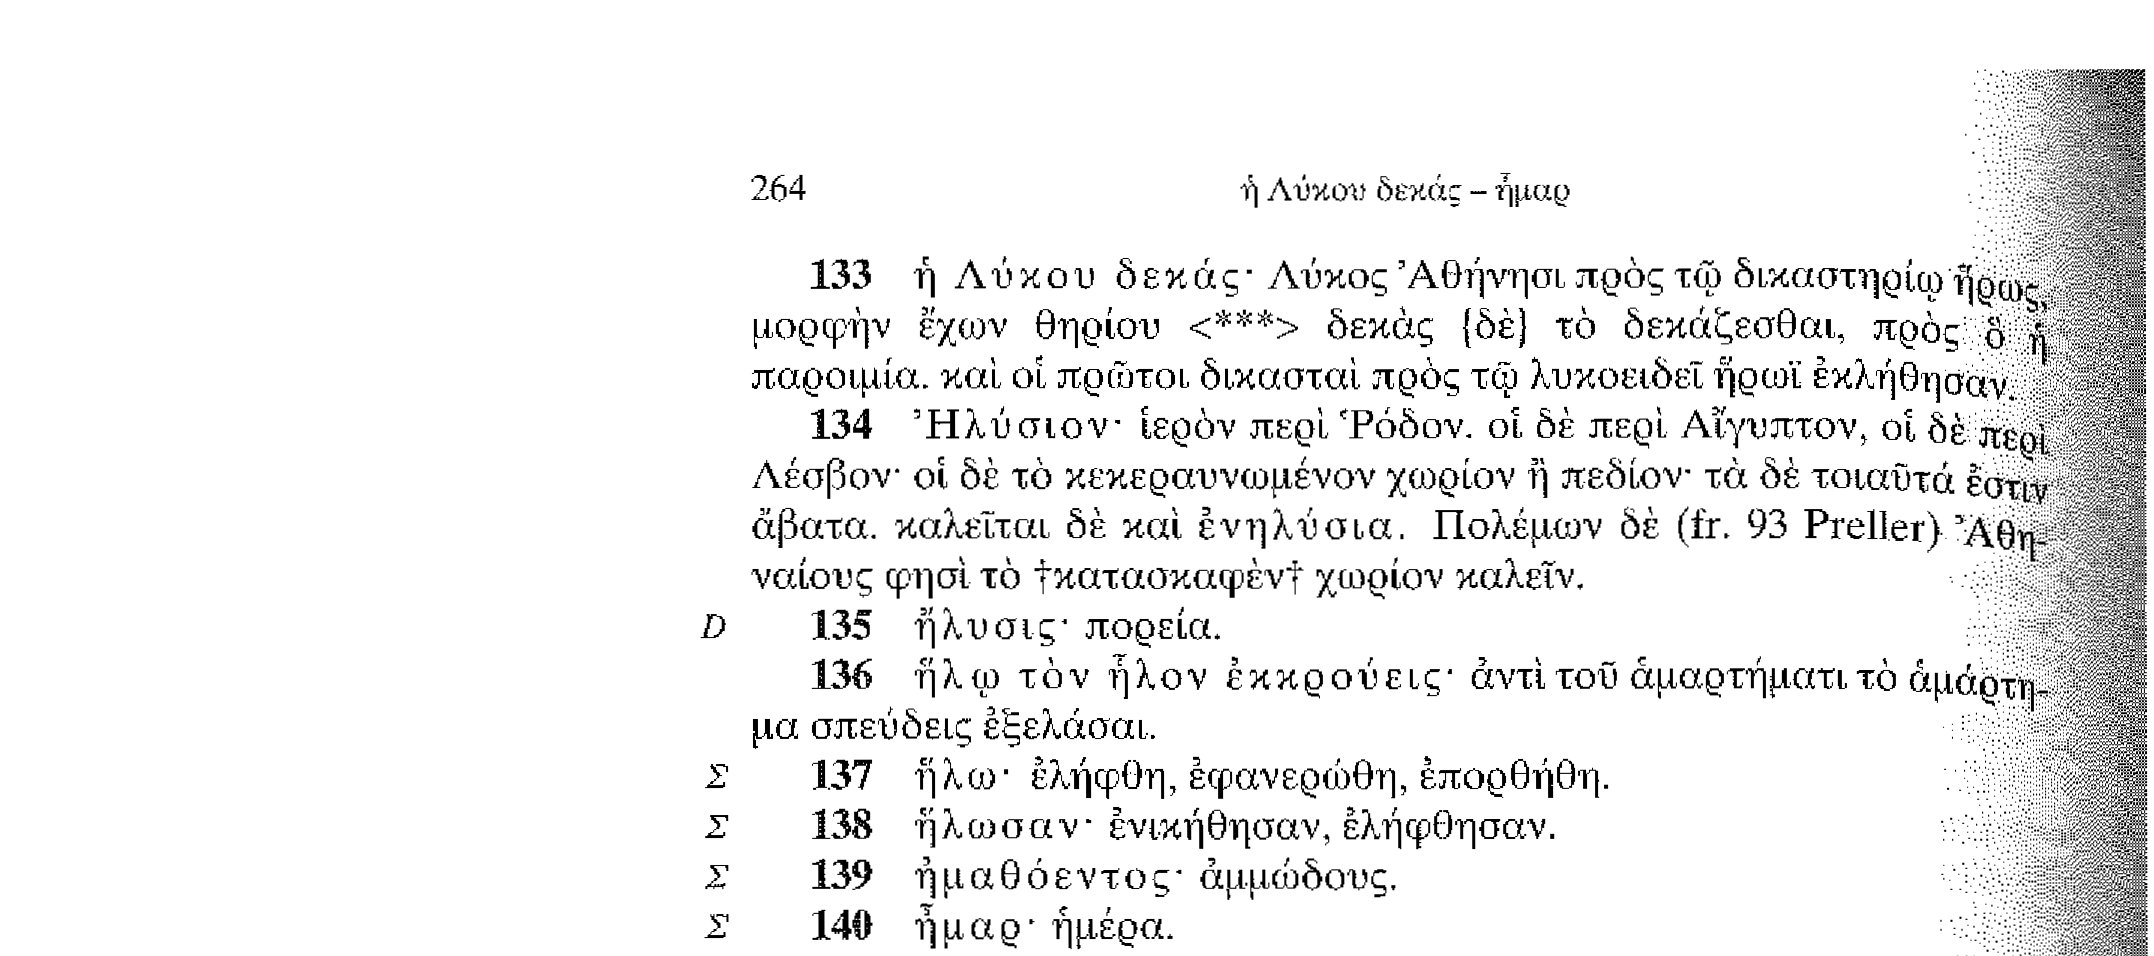 264 ἡ Λύκου δεκάς – ἦμαρ
133 ἡ Λύκου δεκάς· Λύκος Ἀθήνησι πρὸς τῷ δικαστηρίῳ ἥρως,
μορφὴν ἔχων θηρίου <***> δεκὰς {δὲ} τὸ δεκάζεσθαι, πρὸς ὃ ἡ
παροιμία. καὶ οἱ πρῶτοι δικασταὶ πρὸς τῷ λυκοειδεῖ ἥρωϊ ἐκλήθησαν.
134 Ἠλύσιον· ἱερὸν περὶ Ῥόδον. οἱ δὲ περὶ Αἴγυπτον, οἱ δὲ περὶ
Λέσβον· οἱ δὲ τὸ κεκεραυνωμένον χωρίον ἢ πεδίον· τὰ δὲ τοιαῦτά ἐστιν
ἄβατα. καλεῖται δὲ καὶ ἐνηλύσια. Πολέμων δὲ (fr. 93 Preller) Ἀθη-
ναίους φησὶ τὸ †κατασκαφὲν† χωρίον καλεῖν.
D 135 ἤλυσις· πορεία.
136 ἥλῳ τὸν ἧλον ἐκκρούεις· ἀντὶ τοῦ ἁμαρτήματι τὸ ἁμάρτη-
μα σπεύδεις ἐξελάσαι.
Σ 137 ἥλω· ἐλήφθη, ἐφανερώθη, ἐπορθήθη.
Σ 138 ἥλωσαν· ἐνικήθησαν, ἐλήφθησαν.
Σ 139 ἠμαθόεντος· ἀμμώδους.
Σ 140 ἦμαρ· ἡμέρα.